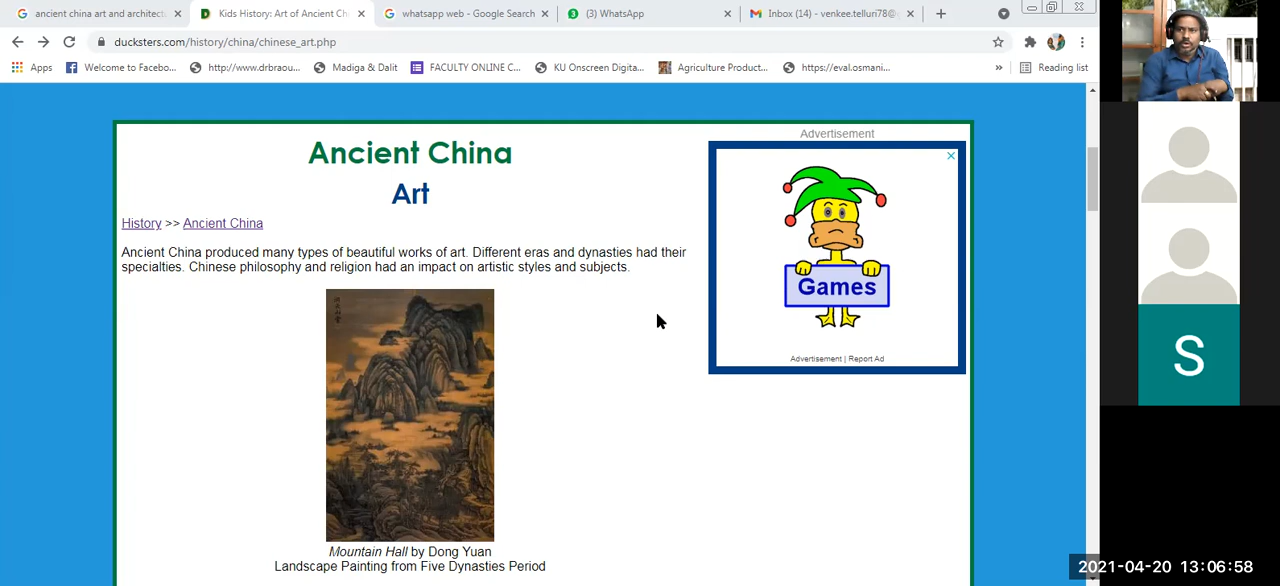 ancient china art and architect
Kids History: Art of Ancient Ch
whatsapp web - Google Search
(3) WhatsApp
Inbox (14) - venkee.telluri78@
ducksters.com/history/china/chinese_art.php
Apps
Welcome to Facebo...
http://www.drbraou...
Madiga & Dalit
FACULTY ONLINE C...
KU Onscreen Digita...
Agriculture Product...
https://eval.osmani...
»
Reading list
Advertisement
Ancient China
Art
History >> Ancient China
Ancient China produced many types of beautiful works of art. Different eras and dynasties had their
specialties. Chinese philosophy and religion had an impact on artistic styles and subjects.
Games
Advertisement | Report Ad
Mountain Hall by Dong Yuan
Landscape Painting from Five Dynasties Period
S
2021-04-20 13:06:58